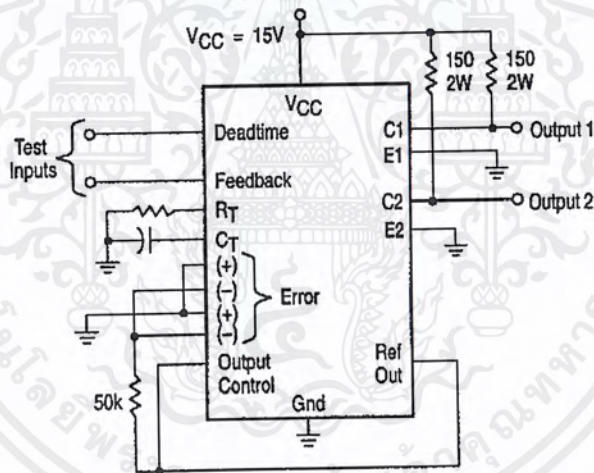 VCC = 15V
150
2W
150
2W
VCC
Test
Inputs
Deadtime
Feedback
RT
CT
(+)
(−)
(+)
(−)
Error
Output
Control
50k
Gnd
C1
E1
C2
E2
Ref
Out
Output 1
Output 2